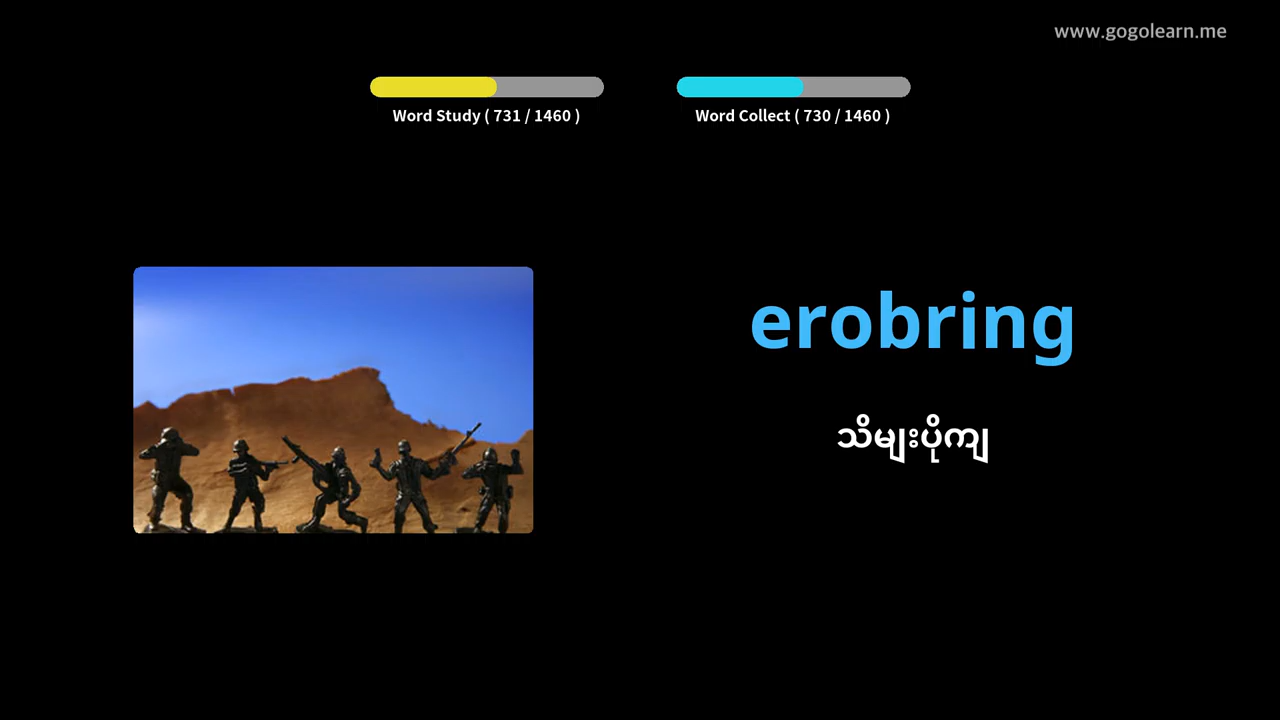 www.gogolearn.me
Word Study ( 731 / 1460 )
Word Collect ( 730 / 1460 )
erobring
သိမျးပိုကျ